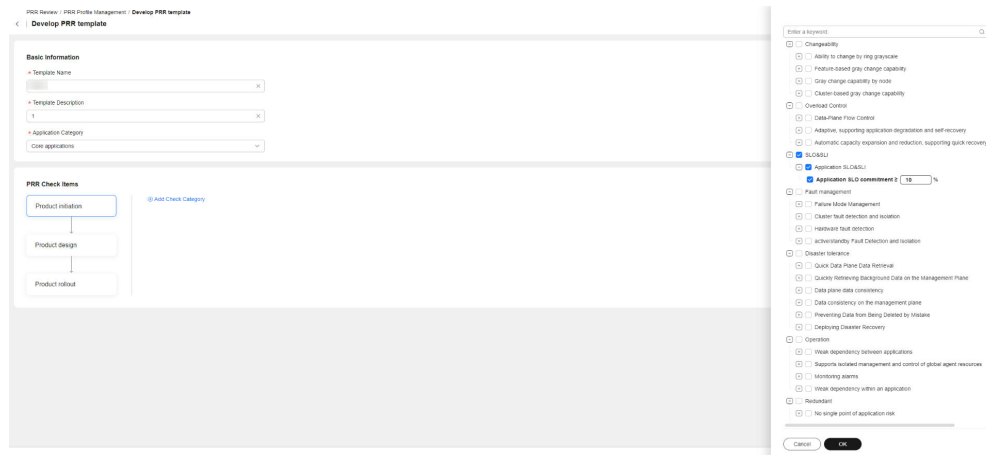 PRR Review / PRR Profile Management / Develop PRR template
< | Develop PRR template
Basic Information
* Template Name
* Template Description
1
* Application Category
Core applications
PRR Check Items
Product initiation
Add Check Category
Product design
Product rollout
Enter a keyword
Changeability
Ability to change by ring grayscale
Feature-based gray change capability
Gray change capability by node
Cluster-based gray change capability
Overload Control
Data-Plane Flow Control
Adaptive, supporting application degradation and self-recovery
Automatic capacity expansion and reduction, supporting quick recovery
SLO&SLI
Application SLO&SLI
Application SLO commitment ≥ 10 %
Fault management
Failure Mode Management
Cluster fault detection and isolation
Hardware fault detection
active/standby Fault Detection and Isolation
Disaster tolerance
Quick Data Plane Data Retrieval
Quickly Retrieving Background Data on the Management Plane
Data plane data consistency
Data consistency on the management plane
Preventing Data from Being Deleted by Mistake
Deploying Disaster Recovery
Operation
Weak dependency between applications
Supports isolated management and control of global agent resources
Monitoring alarms
Weak dependency within an application
Redundant
No single point of application risk
Cancel
OK